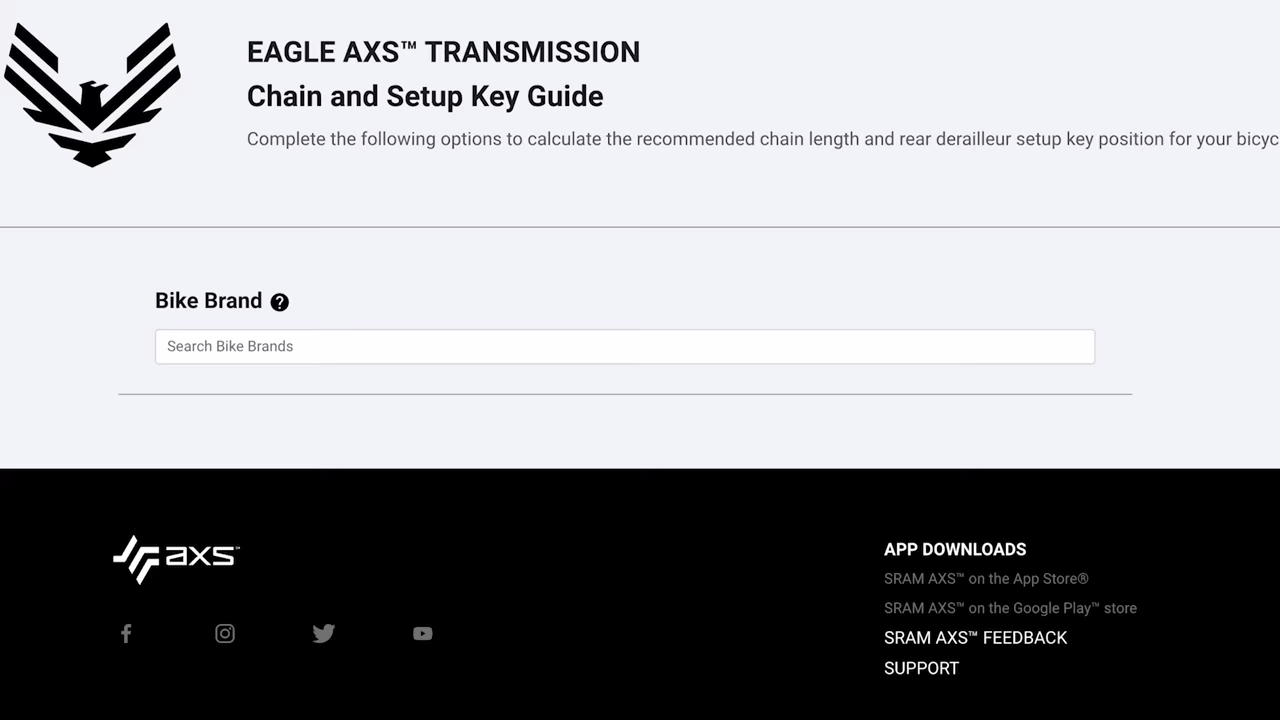 EAGLE AXS™ TRANSMISSION
Chain and Setup Key Guide
Complete the following options to calculate the recommended chain length and rear derailleur setup key position for your bicyc
Bike Brand ?
Search Bike Brands
axs™
APP DOWNLOADS
SRAM AXS™ on the App Store®
SRAM AXS™ on the Google Play™ store
SRAM AXS™ FEEDBACK
SUPPORT